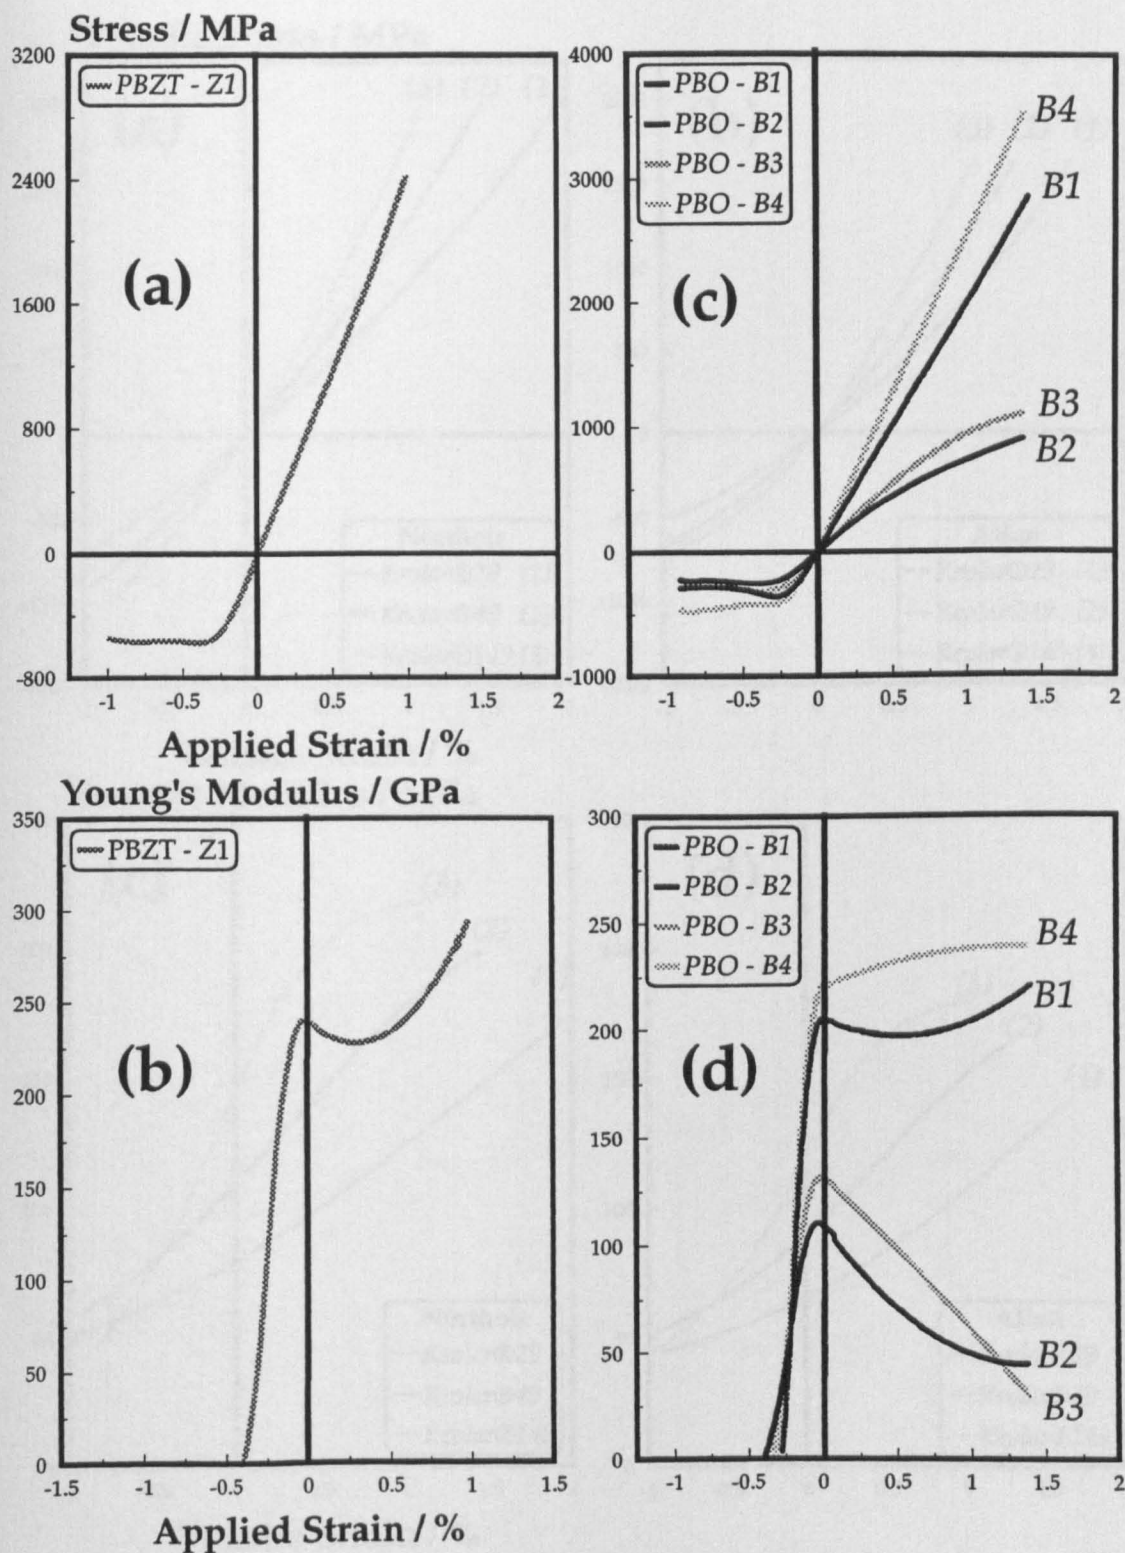 Stress / MPa
3200
2400
1600
800
0
-800
PBZT - Z1
(a)
-1 -0.5 0 0.5 1 1.5 2
Applied Strain / %
4000
3000
2000
1000
0
-1000
PBO - B1
PBO - B2
PBO - B3
PBO - B4
(c)
B4
B1
B3
B2
-1 -0.5 0 0.5 1 1.5 2
Young's Modulus / GPa
350
300
250
200
150
100
50
0
PBZT - Z1
(b)
-1.5 -1 -0.5 0 0.5 1 1.5
Applied Strain / %
300
250
200
150
100
50
0
PBO - B1
PBO - B2
PBO - B3
PBO - B4
(d)
B4
B1
B2
B3
-1 -0.5 0 0.5 1 1.5 2